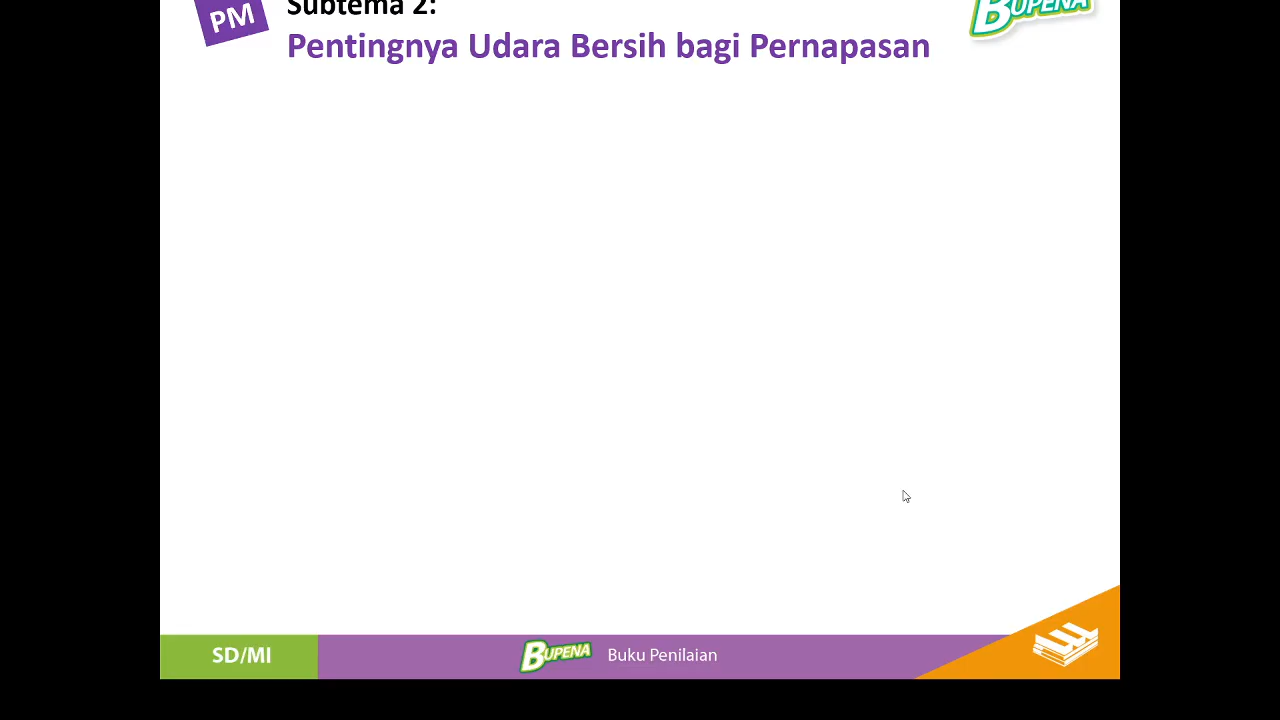 PM
Subtema 2:
BUPENA
Pentingnya Udara Bersih bagi Pernapasan
SD/MI
BUPENA
Buku Penilaian